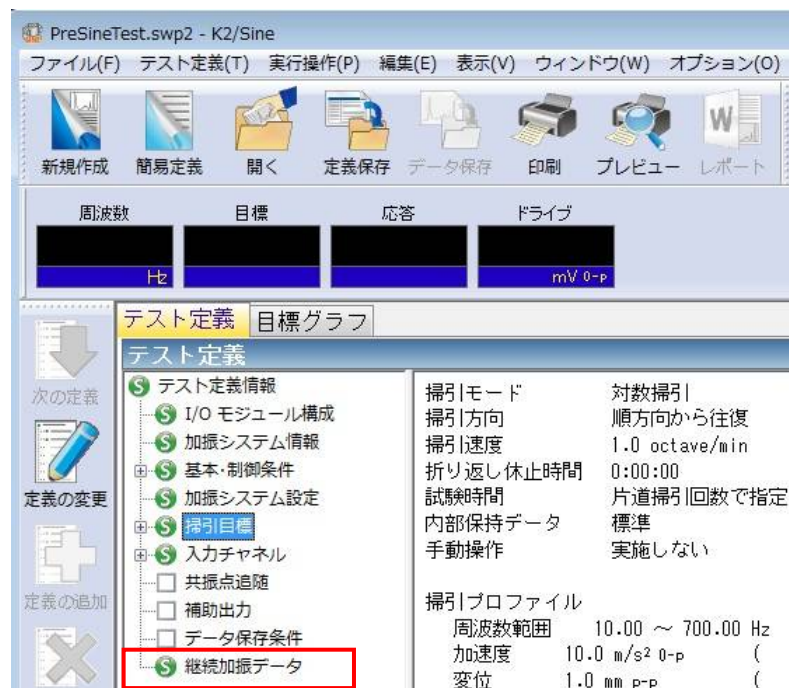 PreSineTest.swp2 - K2/Sine
ファイル(F) テスト定義(T) 実行操作(P) 編集(E) 表示(V) ウィンドウ(W) オプション(O)
新規作成 簡易定義 開く 定義保存 データ保存 印刷 プレビュー レポート
周波数 目標 応答 ドライブ
Hz mV 0-p
テスト定義 目標グラフ
テスト定義
次の定義
定義の変更
定義の追加
テスト定義情報
I/O モジュール構成
加振システム情報
基本・制御条件
加振システム設定
掃引目標
入力チャネル
共振点追随
補助出力
データ保存条件
継続加振データ
掃引モード 対数掃引
掃引方向 順方向から往復
掃引速度 1.0 octave/min
折り返し休止時間 0:00:00
試験時間 片道掃引回数で指定
内部保持データ 標準
手動操作 実施しない
掃引プロファイル
周波数範囲 10.00 ～ 700.00 Hz
加速度 10.0 m/s² 0-p (
変位 1.0 mm p-p (